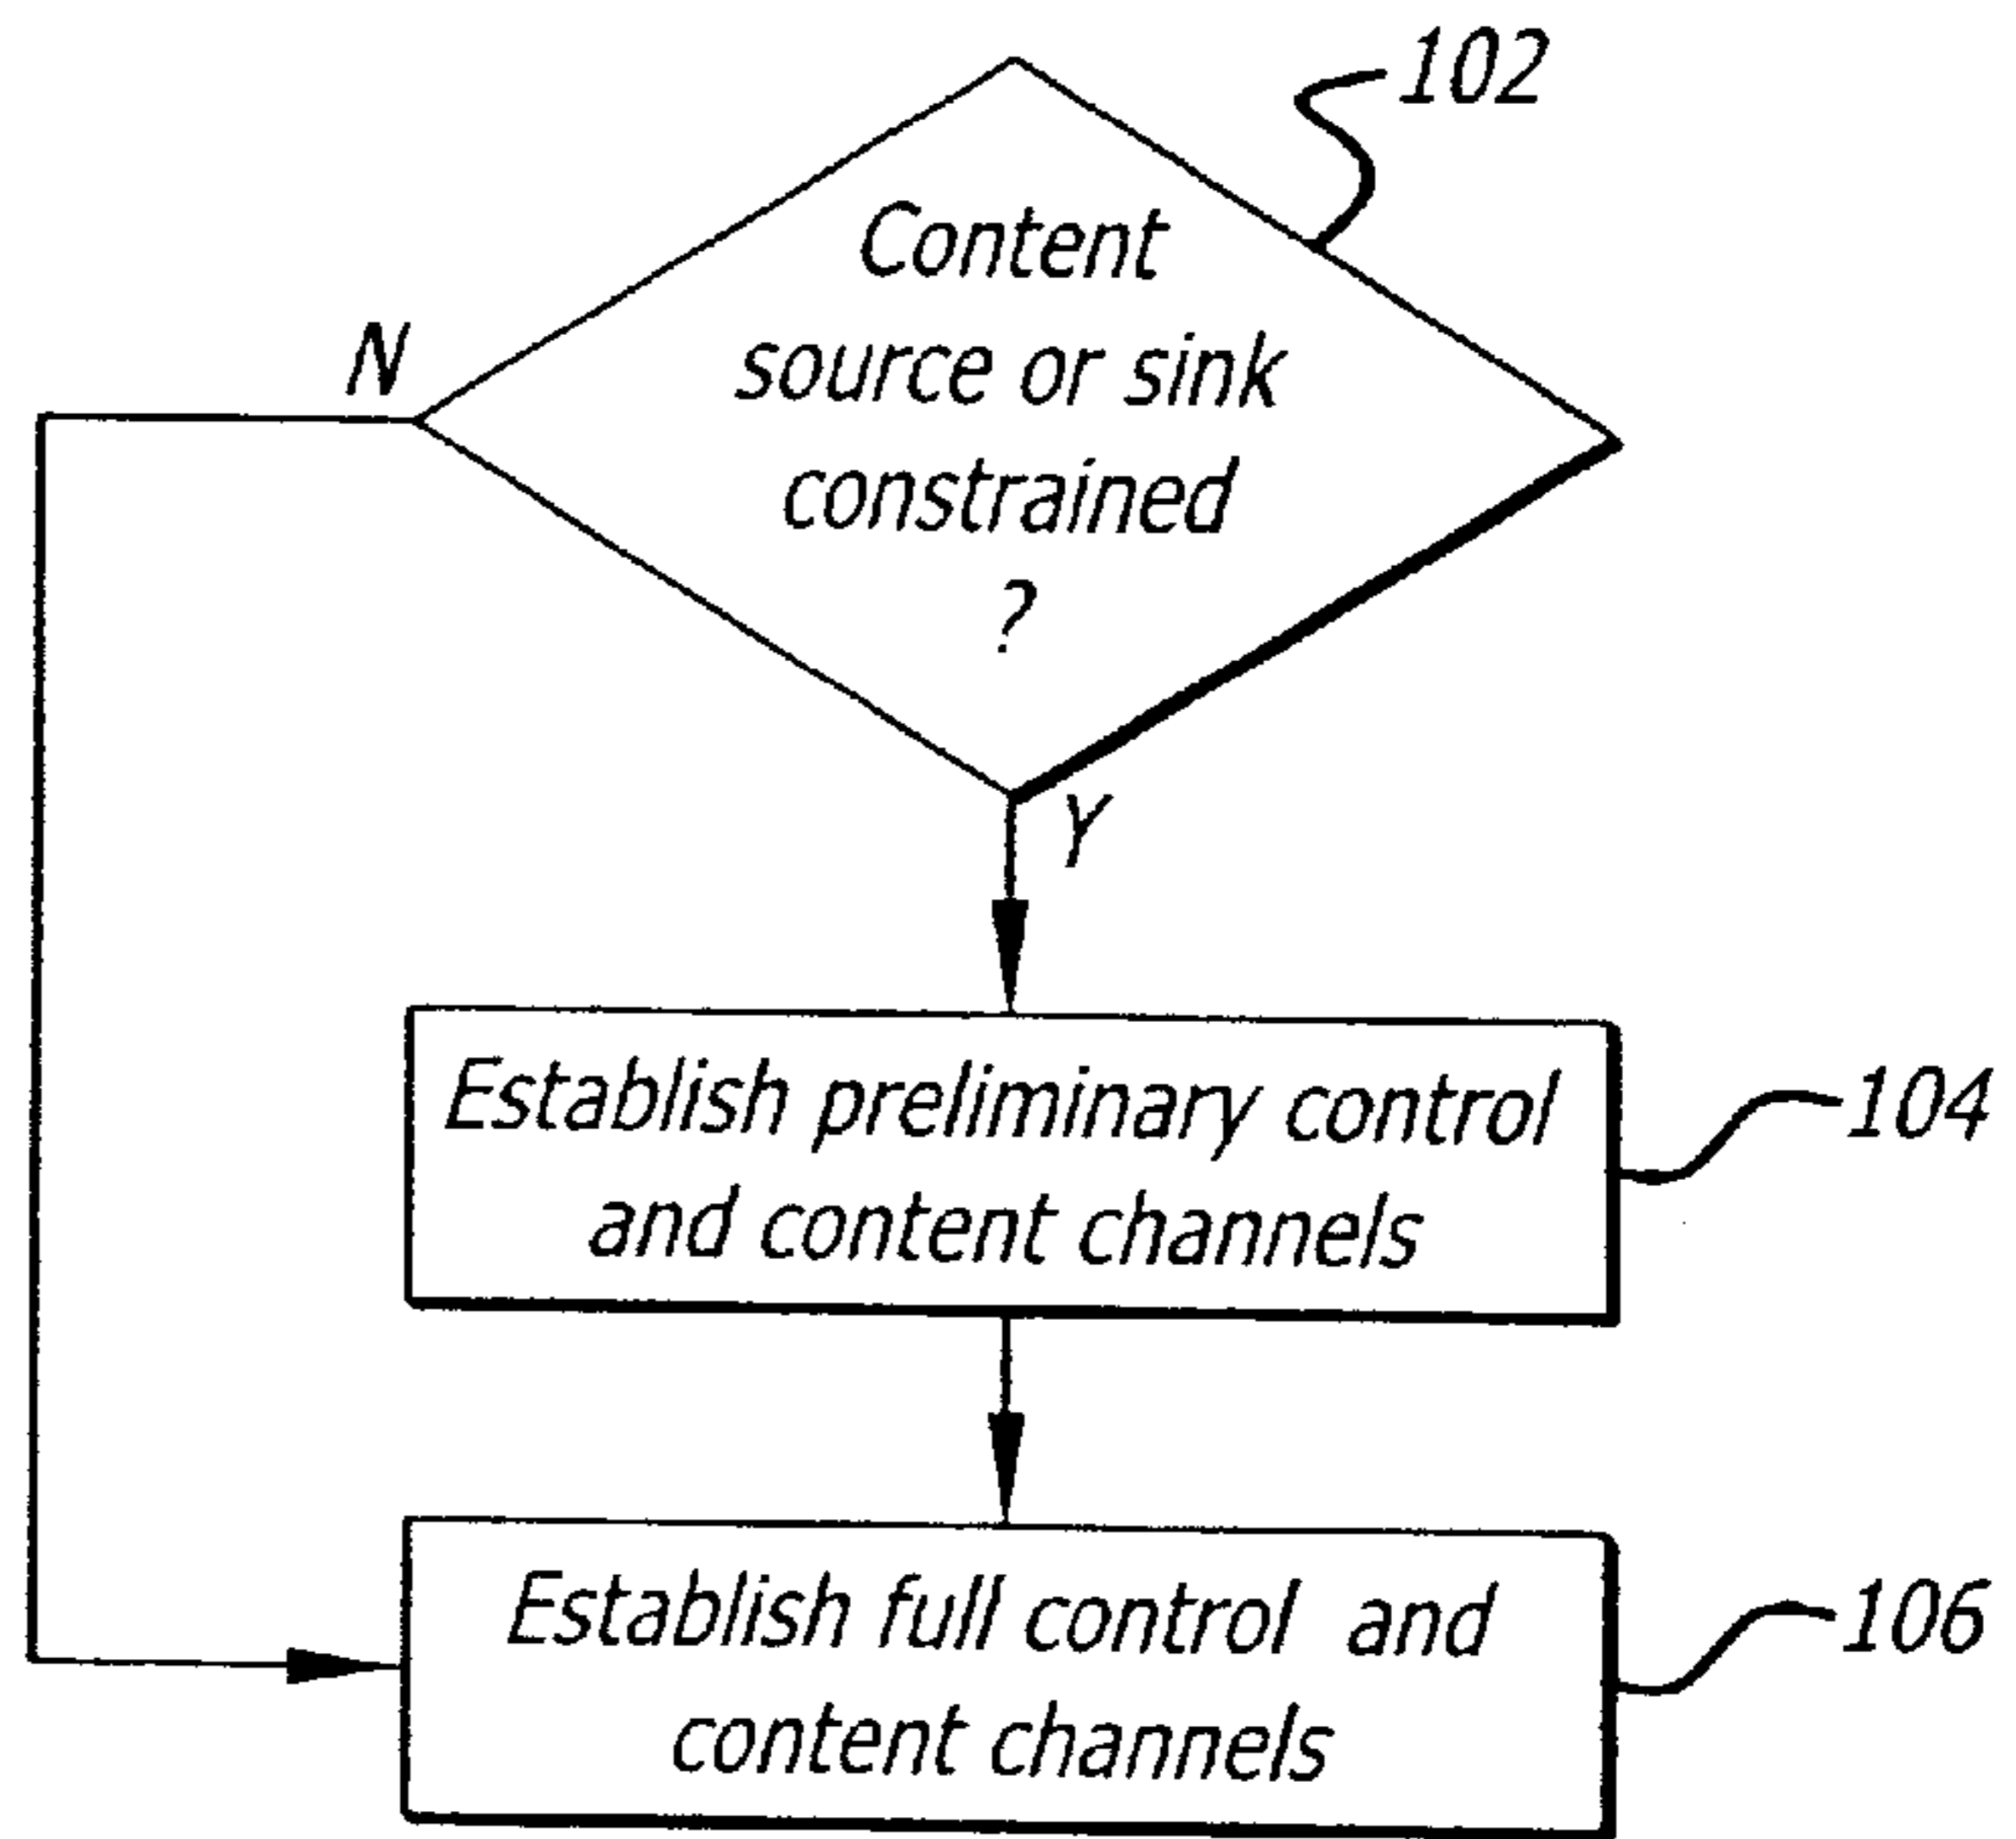 102
Content
source or sink
constrained
?
N
Y
Establish preliminary control
and content channels
104
Establish full control and
content channels
106